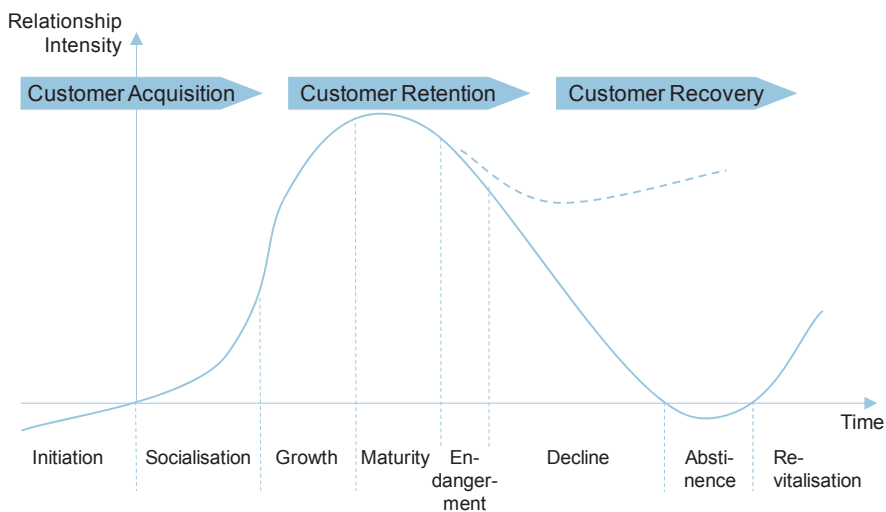 Relationship
Intensity
Customer Acquisition
Customer Retention
Customer Recovery
Time
Initiation
Socialisation
Growth
Maturity
En-
danger-
ment
Decline
Absti-
nence
Re-
vitalisation